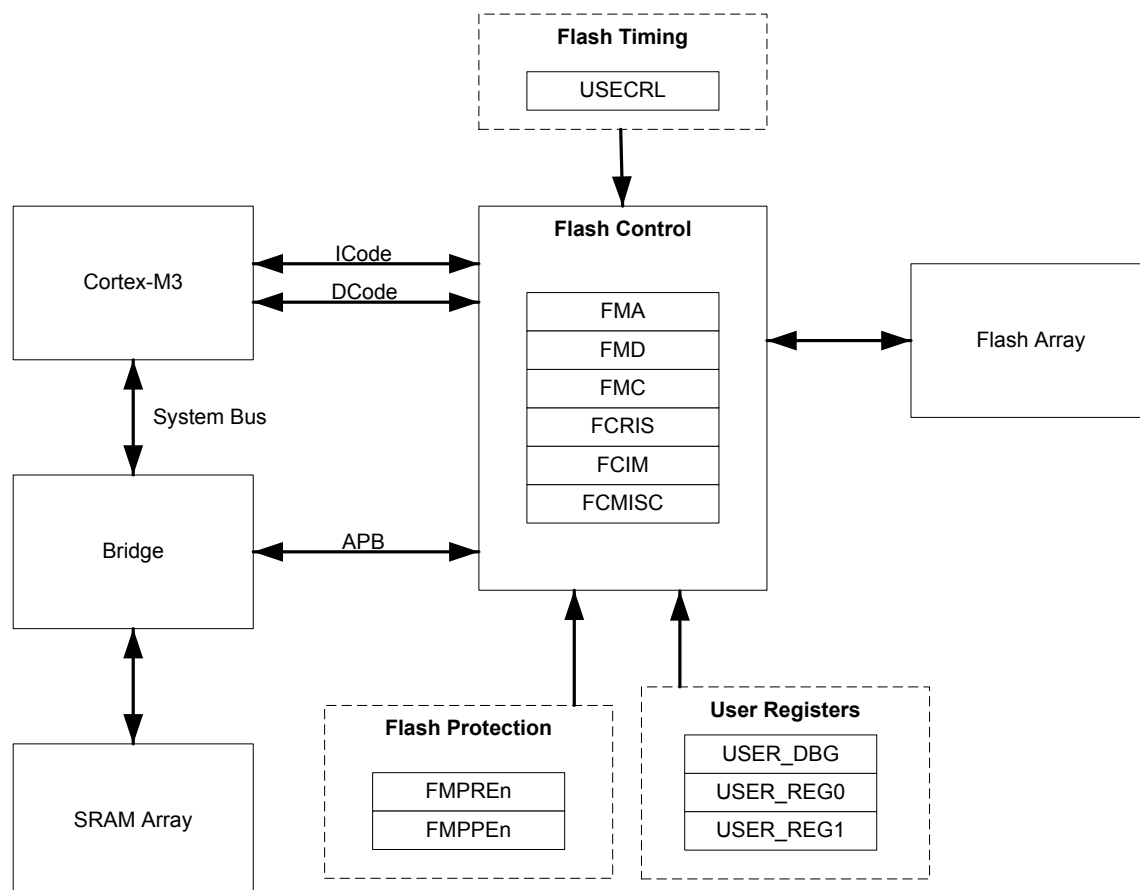 Flash Timing
USECRL
Flash Control
ICode
Cortex-M3
DCode
FMA
FMD
Flash Array
FMC
System Bus
FCRIS
FCIM
FCMISC
APB
Bridge
User Registers
Flash Protection
USER_DBG
FMPREn
USER_REG0
SRAM Array
FMPPEn
USER_REG1